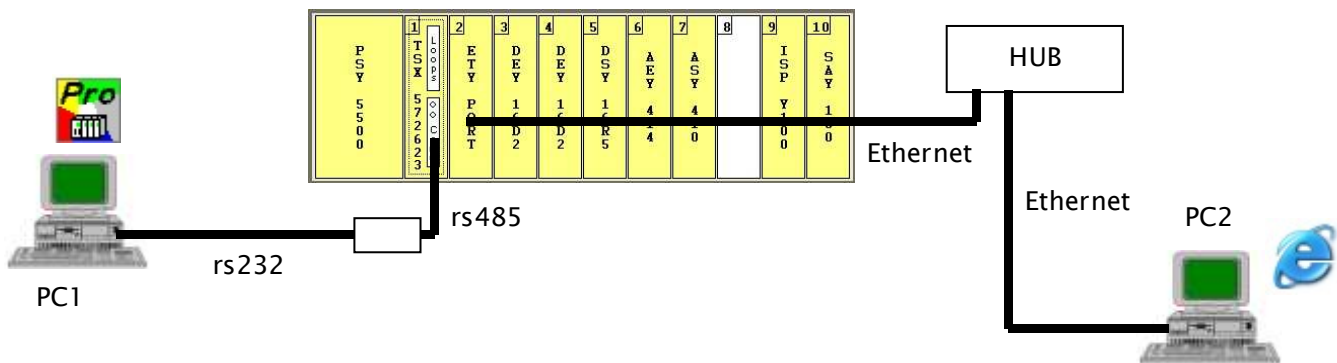 Pro
PC1
rs232
rs485
PSY 5500
1
TSX 572623
Loops
2
ETY PORT
3
DEY 16D2
4
DEY 16D2
5
DSY 16R5
6
AEY 414
7
ASY 410
8
9
ISP Y100
10
SAY 100
Ethernet
HUB
Ethernet
PC2